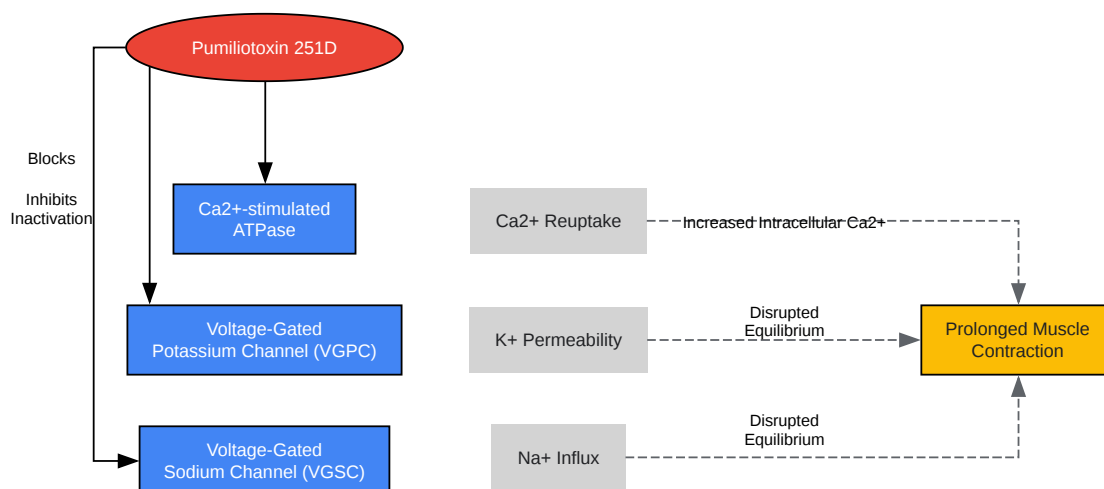 Pumiliotoxin 251D
Blocks
Inhibits
Inactivation
Ca2+-stimulated
ATPase
Ca2+ Reuptake
Increased Intracellular Ca2+
Voltage-Gated
Potassium Channel (VGPC)
K+ Permeability
Disrupted
Equilibrium
Prolonged Muscle
Contraction
Voltage-Gated
Sodium Channel (VGSC)
Na+ Influx
Disrupted
Equilibrium